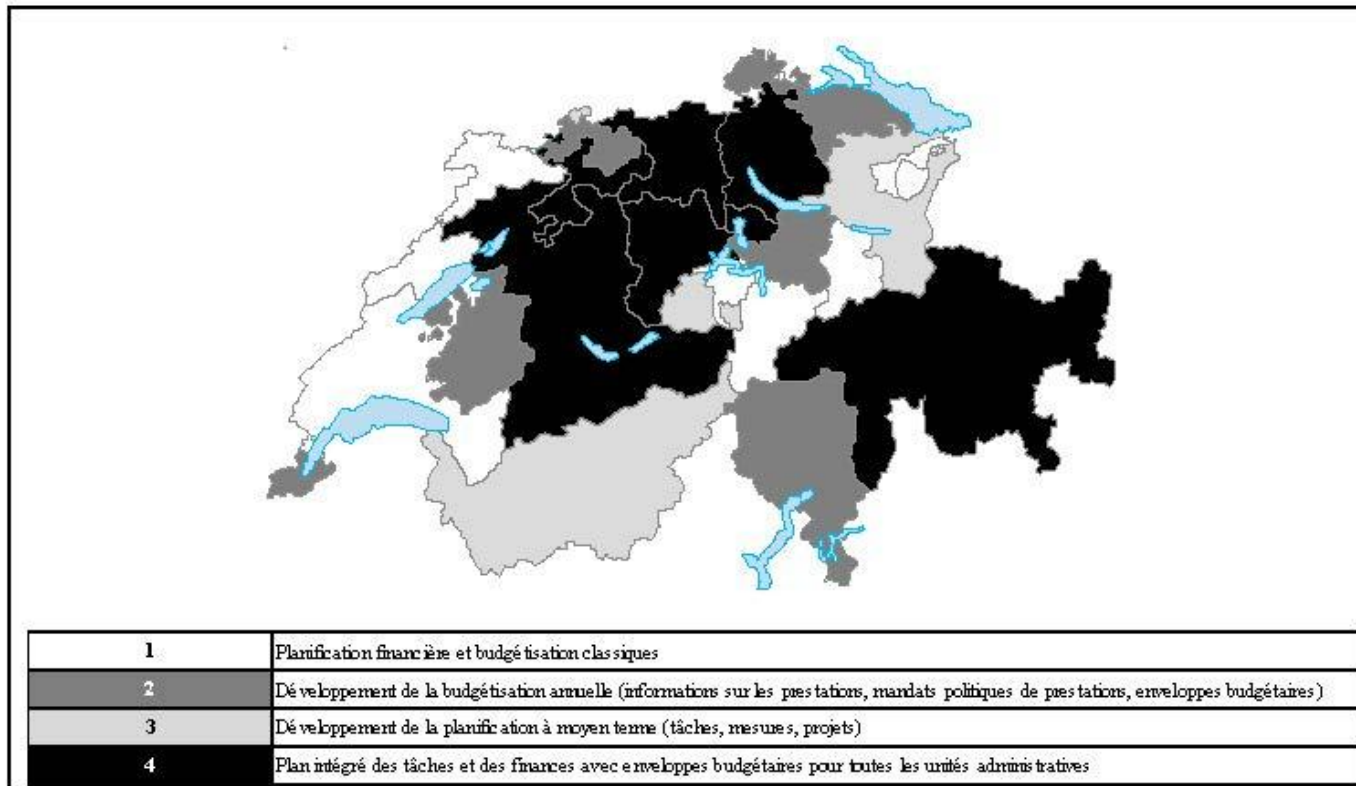 1 Planification financière et budgétisation classiques
2 Développement de la budgétisation annuelle (informations sur les prestations, mandats politiques de prestations, enveloppes budgétaires)
3 Développement de la planification à moyen terme (tâches, mesures, projets)
4 Plan intégré des tâches et des finances avec enveloppes budgétaires pour toutes les unités administratives